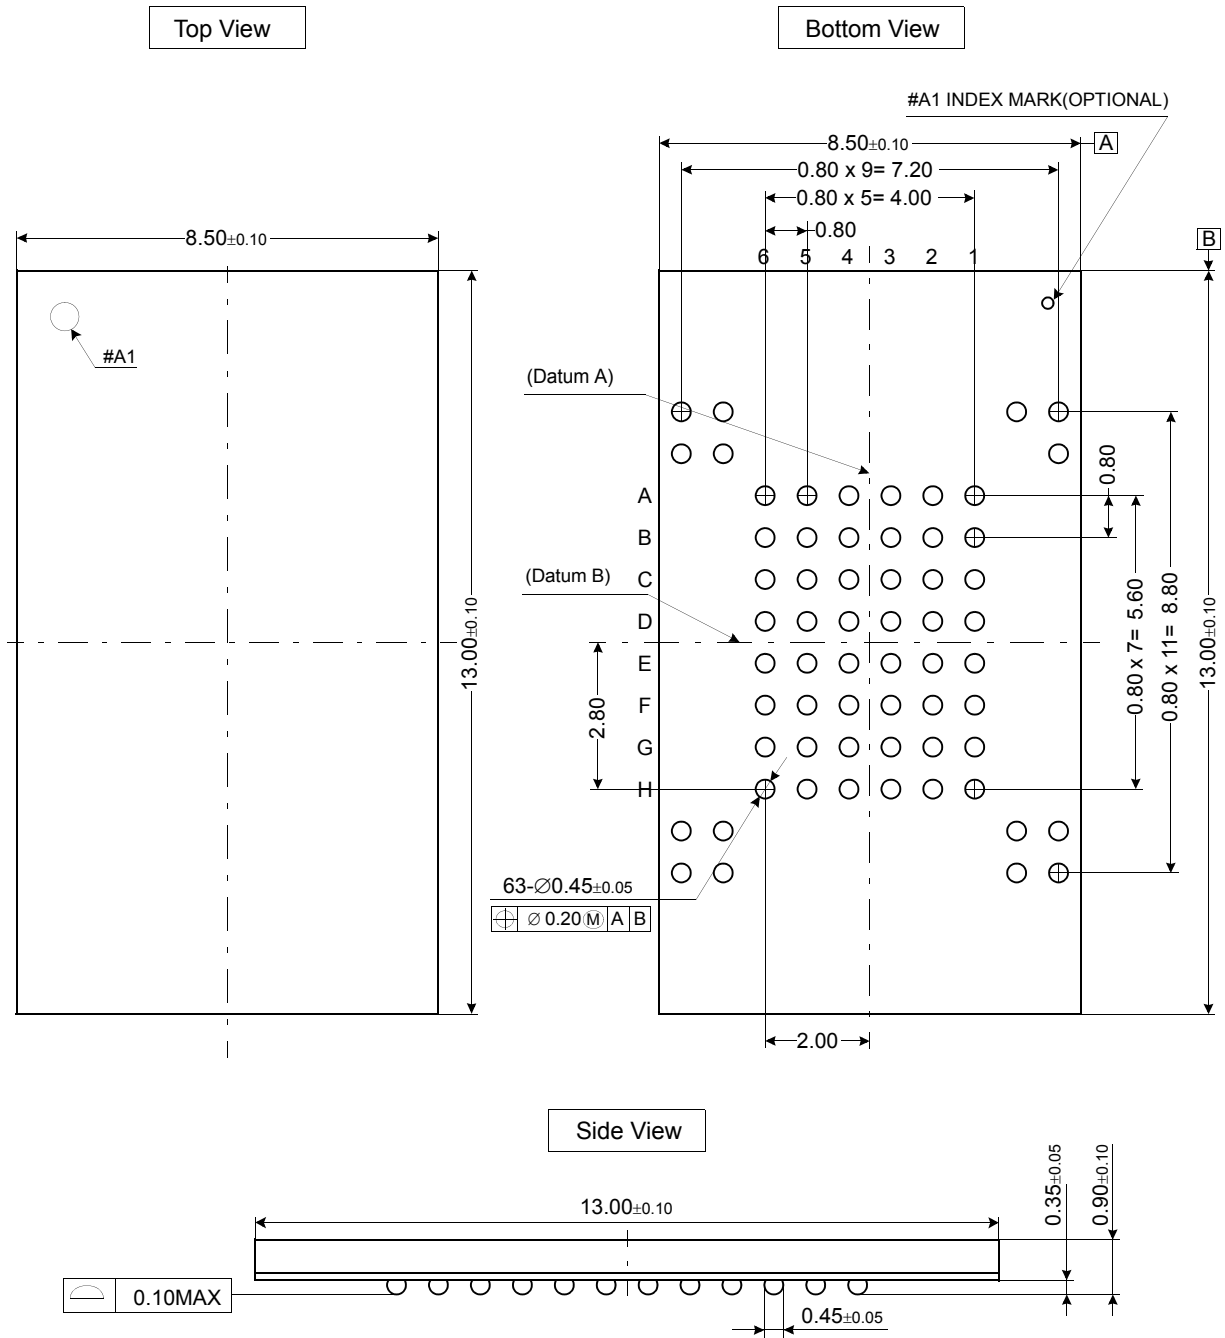 Top View
Bottom View
#A1 INDEX MARK(OPTIONAL)
8.50±0.10
A
0.80 x 9= 7.20
0.80 x 5= 4.00
0.80
8.50±0.10
B
6 5 4 3 2 1
#A1
(Datum A)
0.80
A
B
(Datum B)
C
D
E
F
G
H
13.00±0.10
2.80
0.80 x 7= 5.60
0.80 x 11= 8.80
13.00±0.10
63-∅0.45±0.05
⌖ ∅ 0.20 Ⓜ A B
2.00
Side View
13.00±0.10
0.35±0.05
0.90±0.10
0.10MAX
0.45±0.05